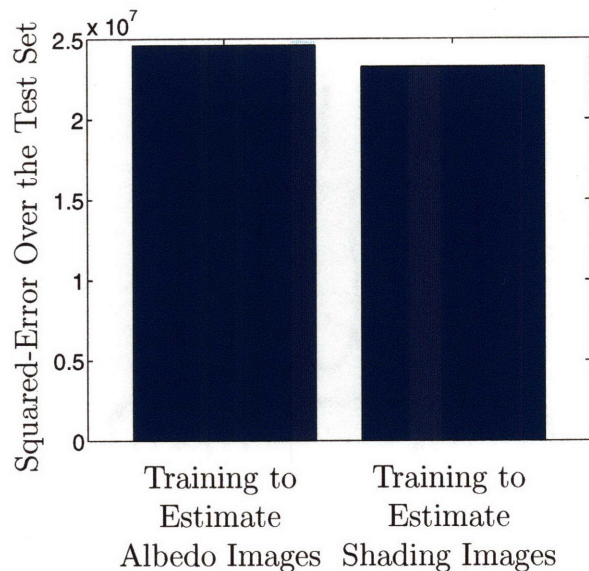 x 10^7
Squared-Error Over the Test Set
2.5
2
1.5
1
0.5
0
Training to
Estimate
Albedo Images
Training to
Estimate
Shading Images